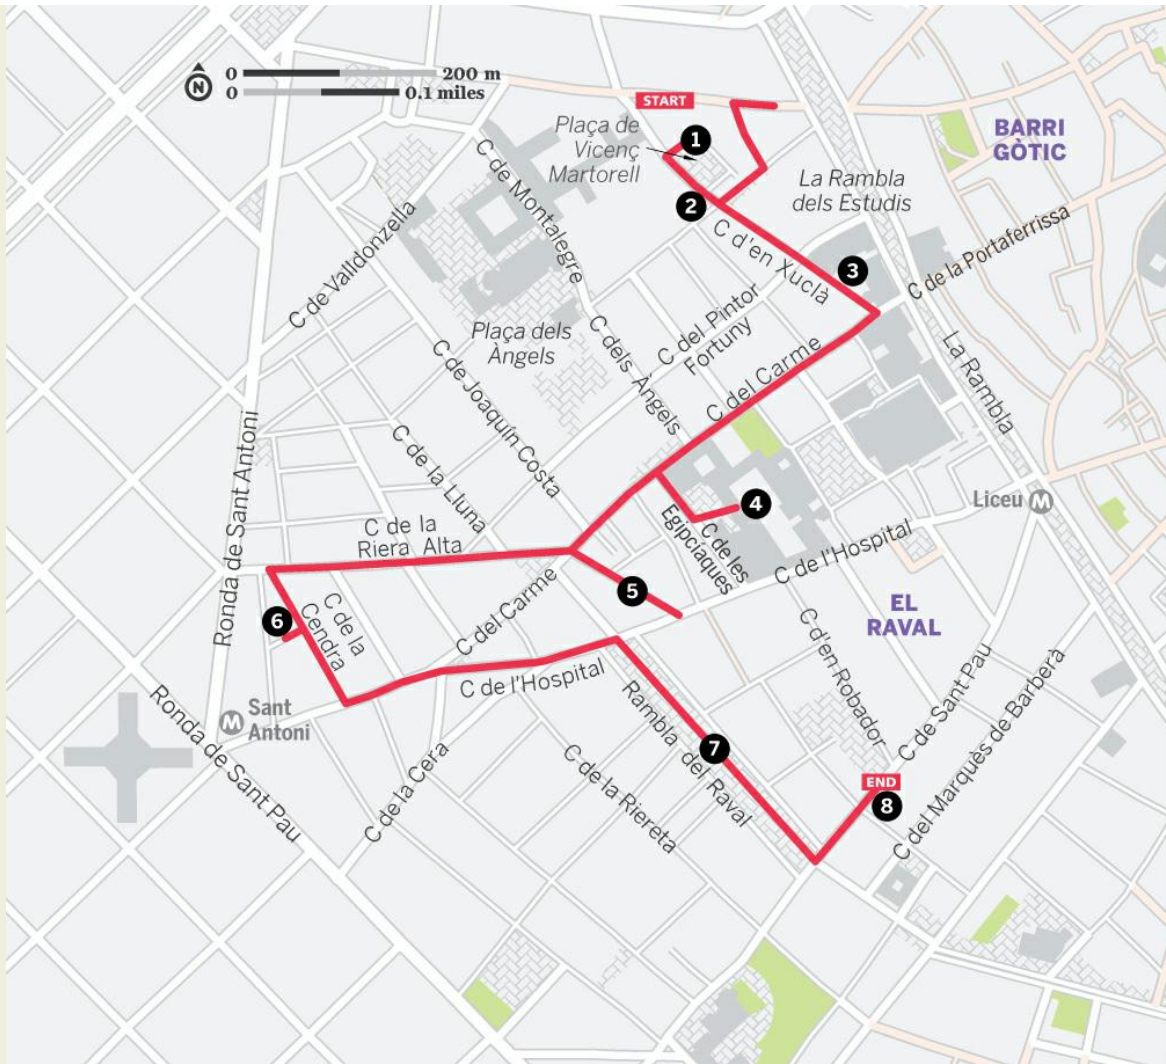 N
0 200 m
0 0.1 miles
START
1
Plaça de
Vicenç
Martorell
2
BARRI
GÒTIC
La Rambla
dels Estudis
C de Montalegre
C de Valldonzella
C d'en Xuclà
3
C de la Portaferrissa
Plaça dels
Àngels
C dels Àngels
C del Pintor
Fortuny
C del Carme
La Rambla
C de Joaquín Costa
C de la Lluna
Ronda de Sant Antoni
4
Liceu M
C de la
Riera Alta
C de les
Egipcíaques
C de l'Hospital
5
6
C de la
Cendra
C del Carme
EL
RAVAL
C de l'Hospital
C d'en Robador
M Sant
Antoni
Ronda de Sant Pau
Rambla del Raval
7
C de Sant Pau
C del Marquès de Barberà
C de la Cera
C de la Riereta
END
8